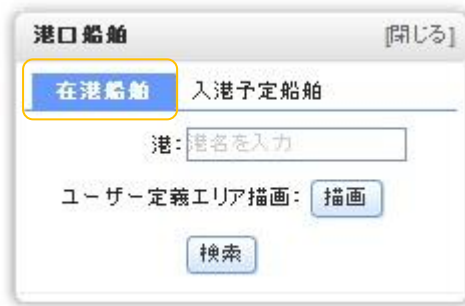 港口船舶 [閉じる]
在港船舶 入港予定船舶
港: 港名を入力
ユーザー定義エリア描画: 描画
検索